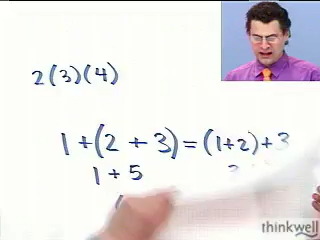 2(3)(4)
1+(2+3)=(1+2)+3
1+5
thinkwell